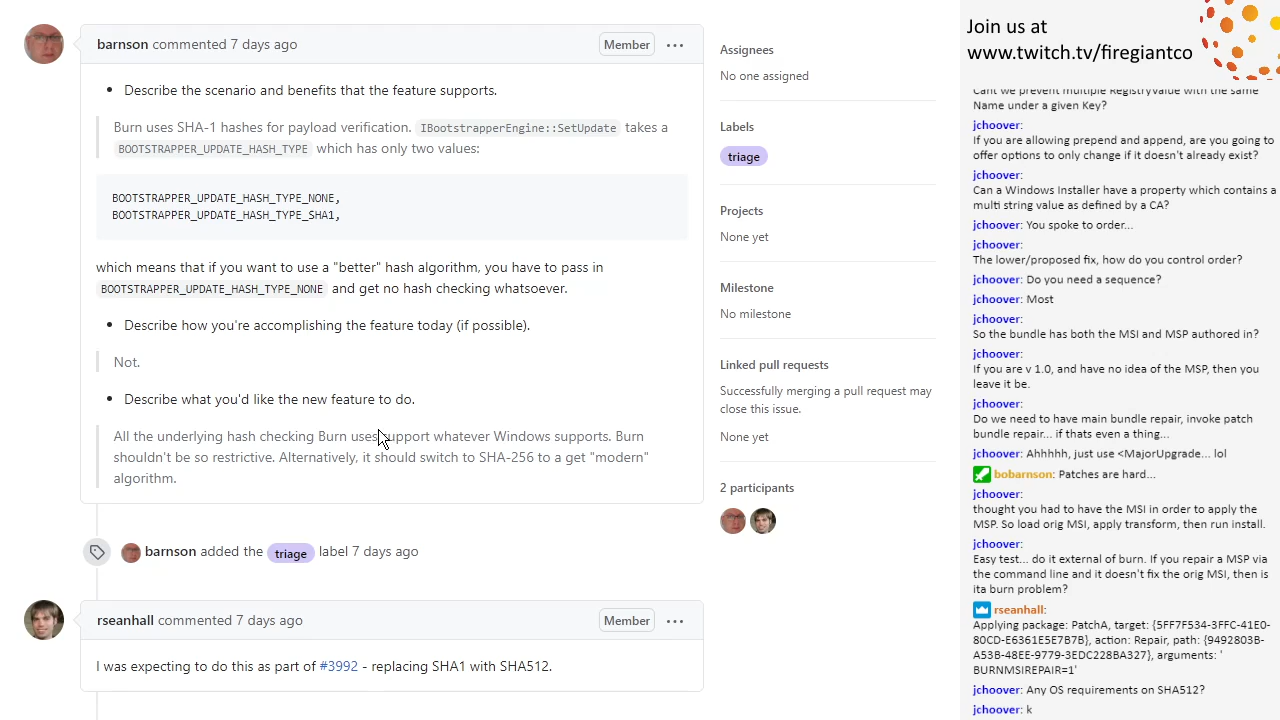 barnson commented 7 days ago
Member
• Describe the scenario and benefits that the feature supports.
Burn uses SHA-1 hashes for payload verification. IBootstrapperEngine::SetUpdate takes a
BOOTSTRAPPER_UPDATE_HASH_TYPE which has only two values:
BOOTSTRAPPER_UPDATE_HASH_TYPE_NONE,
BOOTSTRAPPER_UPDATE_HASH_TYPE_SHA1,
which means that if you want to use a "better" hash algorithm, you have to pass in
BOOTSTRAPPER_UPDATE_HASH_TYPE_NONE and get no hash checking whatsoever.
• Describe how you're accomplishing the feature today (if possible).
Not.
• Describe what you'd like the new feature to do.
All the underlying hash checking Burn uses support whatever Windows supports. Burn
shouldn't be so restrictive. Alternatively, it should switch to SHA-256 to a get "modern"
algorithm.
barnson added the triage label 7 days ago
rseanhall commented 7 days ago
Member
I was expecting to do this as part of #3992 - replacing SHA1 with SHA512.
Assignees
No one assigned
Labels
triage
Projects
None yet
Milestone
No milestone
Linked pull requests
Successfully merging a pull request may
close this issue.
None yet
2 participants
Join us at
www.twitch.tv/firegiantco
Cant we prevent multiple RegistryValue with the same
Name under a given Key?
jchoover:
If you are allowing prepend and append, are you going to
offer options to only change if it doesn't already exist?
jchoover:
Can a Windows Installer have a property which contains a
multi string value as defined by a CA?
jchoover: You spoke to order...
jchoover:
The lower/proposed fix, how do you control order?
jchoover: Do you need a sequence?
jchoover: Most
jchoover:
So the bundle has both the MSI and MSP authored in?
jchoover:
If you are v 1.0, and have no idea of the MSP, then you
leave it be.
jchoover:
Do we need to have main bundle repair, invoke patch
bundle repair... if thats even a thing...
jchoover: Ahhhhh, just use <MajorUpgrade... lol
bobarnson: Patches are hard...
jchoover:
thought you had to have the MSI in order to apply the
MSP. So load orig MSI, apply transform, then run install.
jchoover:
Easy test... do it external of burn. If you repair a MSP via
the command line and it doesn't fix the orig MSI, then is
ita burn problem?
rseanhall:
Applying package: PatchA, target: {5FF7F534-3FFC-41E0-
80CD-E6361E5E7B7B}, action: Repair, path: {9492803B-
A53B-48EE-9779-3EDC228BA327}, arguments: '
BURNMSIREPAIR=1'
jchoover: Any OS requirements on SHA512?
jchoover: k